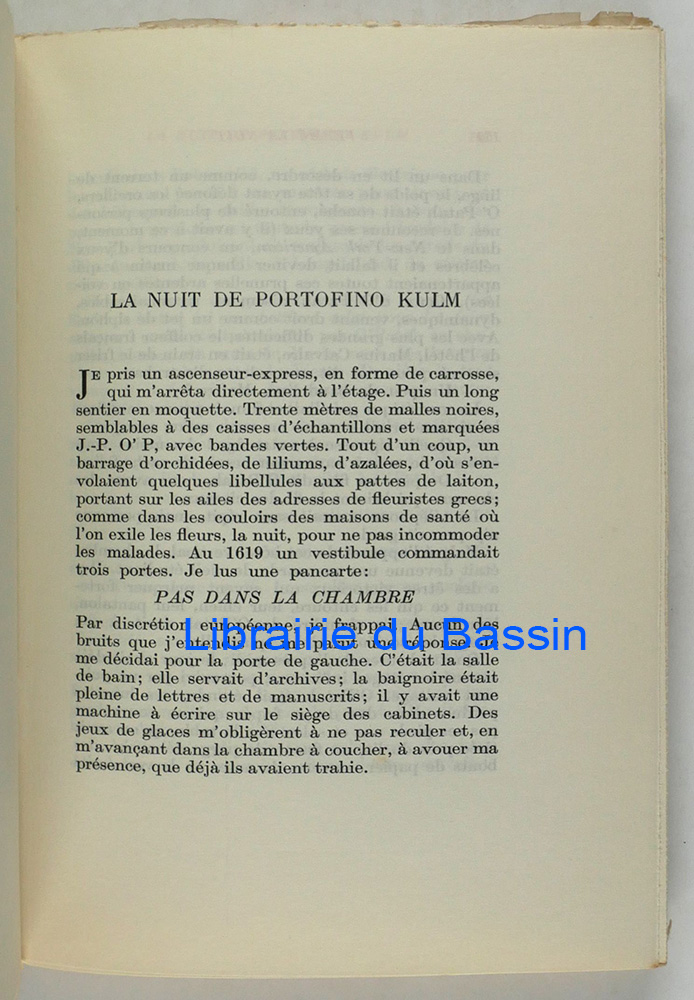 LA NUIT DE PORTOFINO KULM
JE pris un ascenseur-express, en forme de carrosse,
qui m'arrêta directement à l'étage. Puis un long
sentier en moquette. Trente mètres de malles noires,
semblables à des caisses d'échantillons et marquées
J.-P. O' P, avec bandes vertes. Tout d'un coup, un
barrage d'orchidées, de liliums, d'azalées, d'où s'en-
volaient quelques libellules aux pattes de laiton,
portant sur les ailes des adresses de fleuristes grecs;
comme dans les couloirs des maisons de santé où
l'on exile les fleurs, la nuit, pour ne pas incommoder
les malades. Au 1619 un vestibule commandait
trois portes. Je lus une pancarte:
PAS DANS LA CHAMBRE
Par discrétion européenne, je frappai. Aucun des
bruits que j'entendis ne me parut une réponse. Je
Librairie du Bassin
me décidai pour la porte de gauche. C'était la salle
de bain; elle servait d'archives; la baignoire était
pleine de lettres et de manuscrits; il y avait une
machine à écrire sur le siège des cabinets. Des
jeux de glaces m'obligèrent à ne pas reculer et, en
m'avançant dans la chambre à coucher, à avouer ma
présence, que déjà ils avaient trahie.